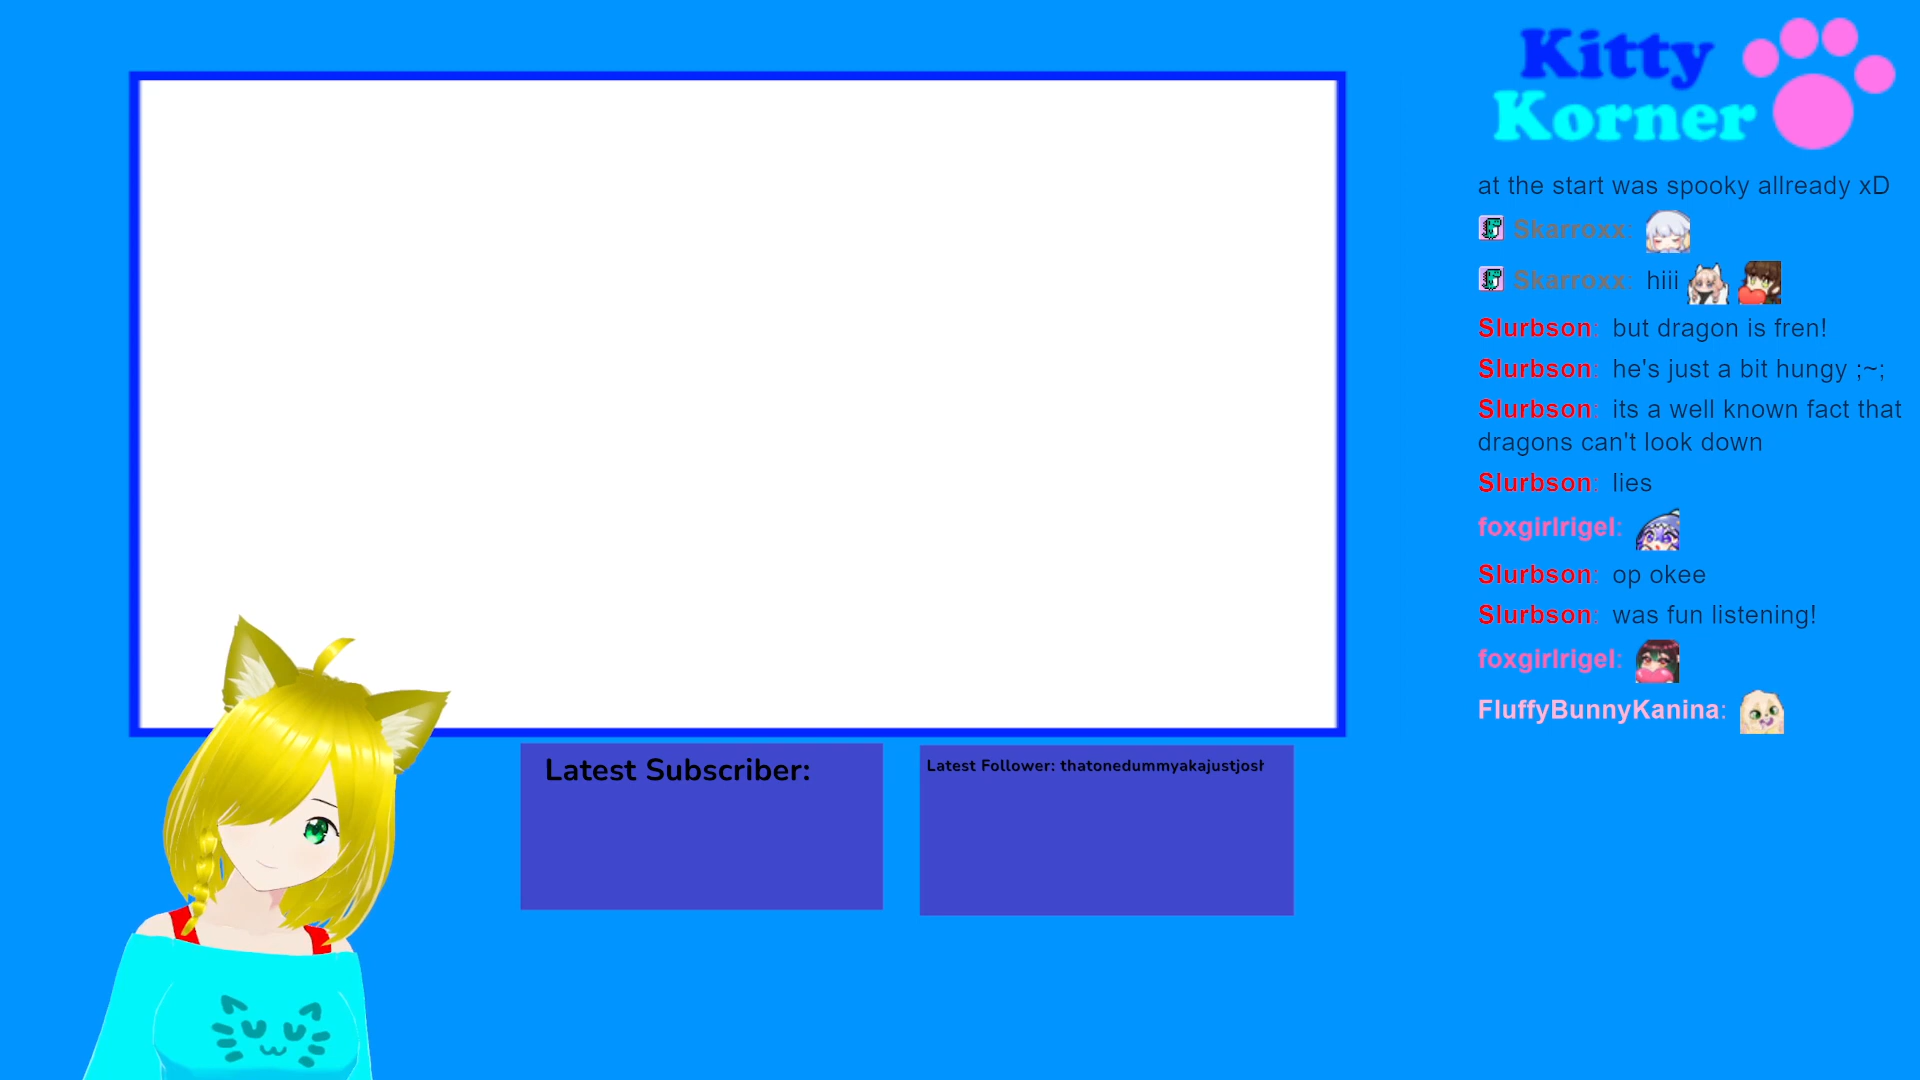 Kitty
Korner
at the start was spooky allready xD
Skarroxx:
Skarroxx: hiii
Slurbson: but dragon is fren!
Slurbson: he's just a bit hungy ;~;
Slurbson: its a well known fact that
dragons can't look down
Slurbson: lies
foxgirlrigel:
Slurbson: op okee
Slurbson: was fun listening!
foxgirlrigel:
FluffyBunnyKanina:
Latest Subscriber:
Latest Follower: thatonedummyakajustjosh